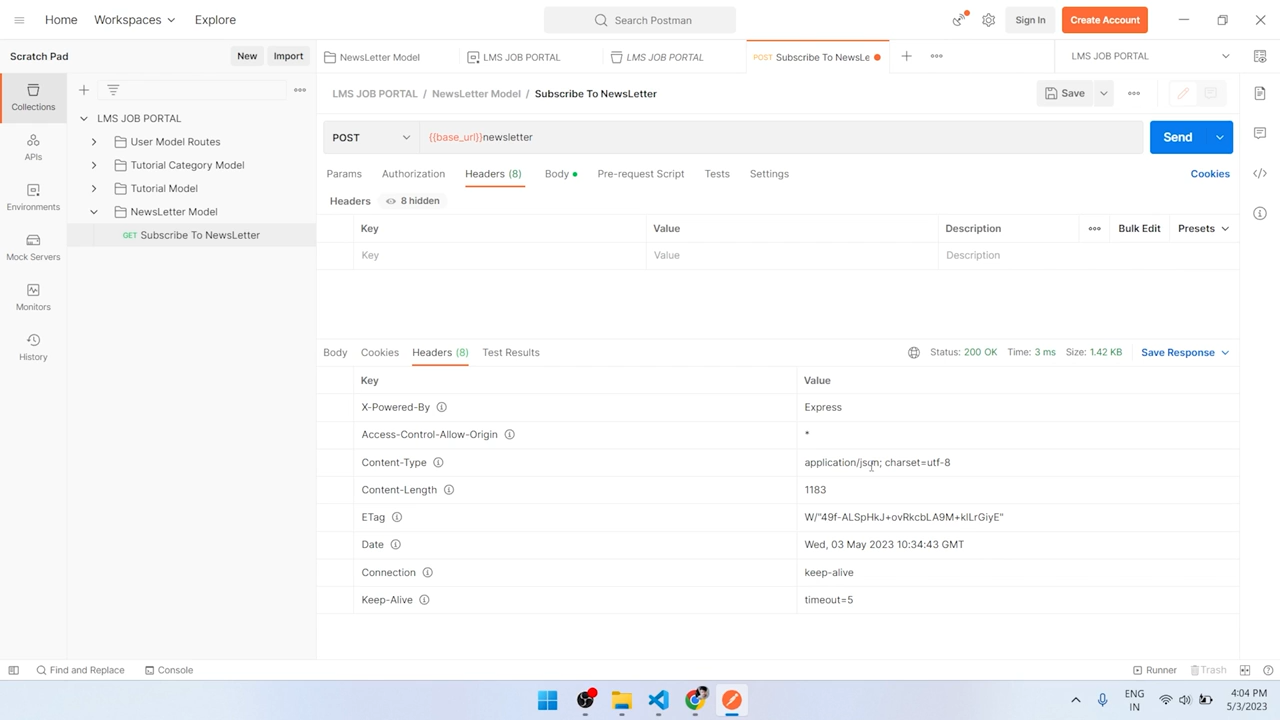 Home Workspaces Explore Search Postman Sign In Create Account
Scratch Pad New Import NewsLetter Model LMS JOB PORTAL LMS JOB PORTAL POST Subscribe To NewsLe LMS JOB PORTAL
Collections
APIs
Environments
Mock Servers
Monitors
History
LMS JOB PORTAL
User Model Routes
Tutorial Category Model
Tutorial Model
NewsLetter Model
GET Subscribe To NewsLetter
LMS JOB PORTAL / NewsLetter Model / Subscribe To NewsLetter Save
POST {{base_url}}newsletter Send
Params Authorization Headers (8) Body Pre-request Script Tests Settings Cookies
Headers 8 hidden
Key Value Description Bulk Edit Presets
Key Value Description
Body Cookies Headers (8) Test Results Status: 200 OK Time: 3 ms Size: 1.42 KB Save Response
Key Value
X-Powered-By Express
Access-Control-Allow-Origin *
Content-Type application/json; charset=utf-8
Content-Length 1183
ETag W/"49f-ALSpHkJ+ovRkcbLA9M+klLrGiyE"
Date Wed, 03 May 2023 10:34:43 GMT
Connection keep-alive
Keep-Alive timeout=5
Find and Replace Console Runner Trash
ENG
IN
4:04 PM
5/3/2023